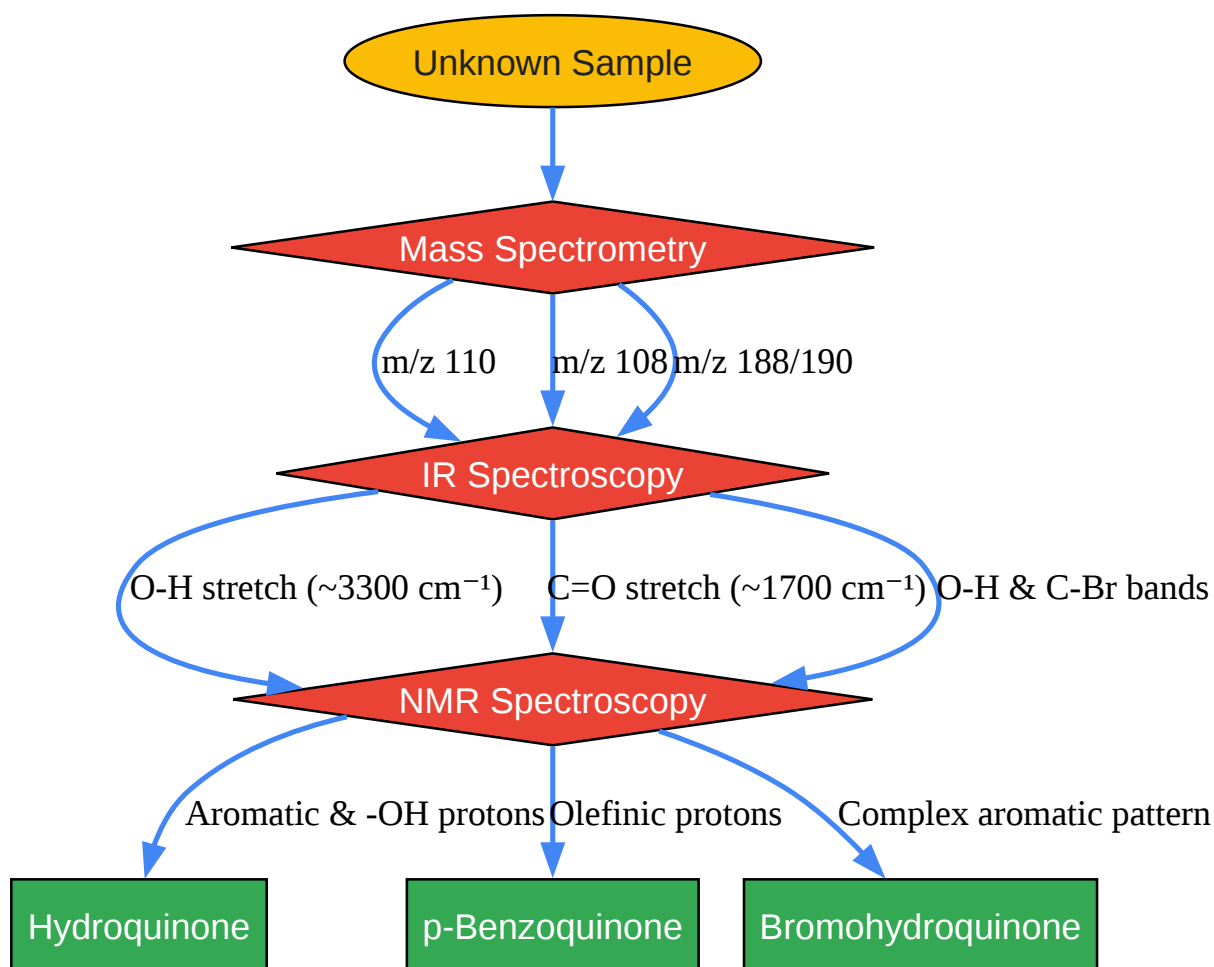 Unknown Sample
Mass Spectrometry
m/z 110
m/z 108
m/z 188/190
IR Spectroscopy
O-H stretch (~3300 cm⁻¹)
C=O stretch (~1700 cm⁻¹)
O-H & C-Br bands
NMR Spectroscopy
Aromatic & -OH protons
Olefinic protons
Complex aromatic pattern
Hydroquinone
p-Benzoquinone
Bromohydroquinone